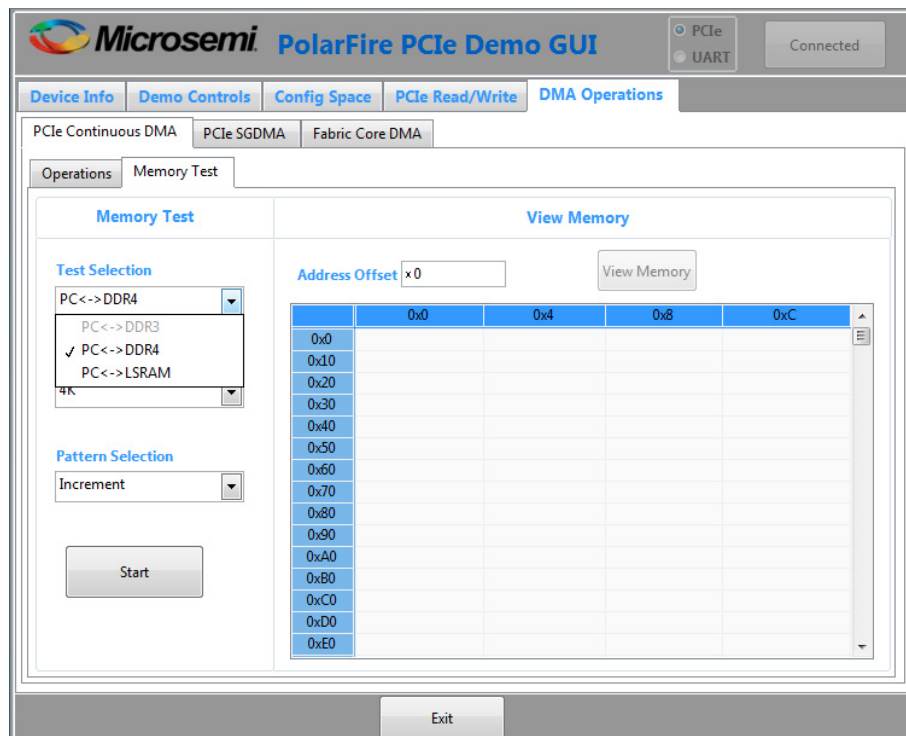 Microsemi. PolarFire PCIe Demo GUI
PCIe
UART
Connected
Device Info Demo Controls Config Space PCIe Read/Write DMA Operations
PCIe Continuous DMA PCIe SGDMA Fabric Core DMA
Operations Memory Test
Memory Test View Memory
Test Selection
Address Offset x 0 View Memory
PC<->DDR4
PC<->DDR3
✓ PC<->DDR4
PC<->LSRAM
4K
Pattern Selection
Increment
Start
0x0 0x4 0x8 0xC
0x0
0x10
0x20
0x30
0x40
0x50
0x60
0x70
0x80
0x90
0xA0
0xB0
0xC0
0xD0
0xE0
Exit